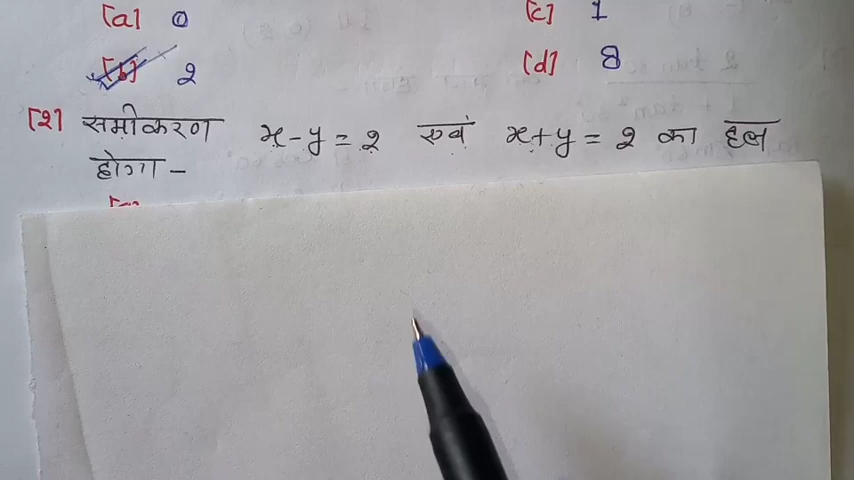 [a] 0 [c] 1
[b] 2 [d] 8
[2] समीकरण x-y=2 एवं x+y=2 का हल
होगा -